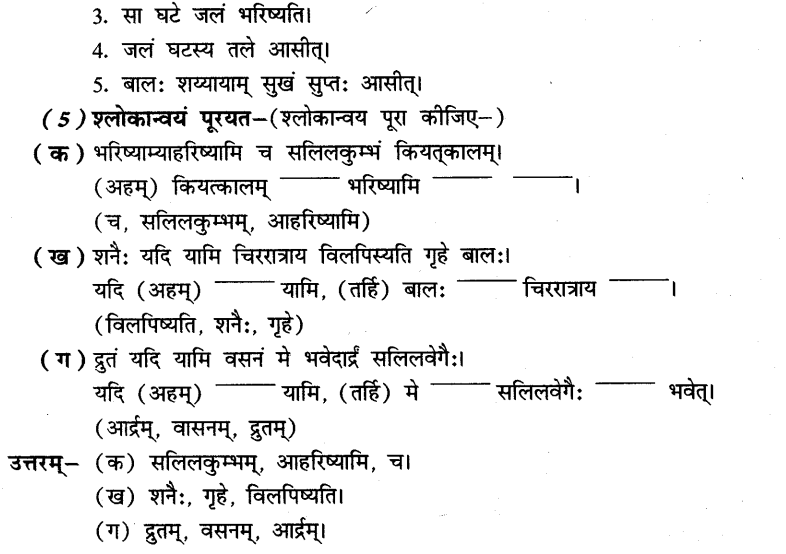 3. सा घटे जलं भरिष्यति।
4. जलं घटस्य तले आसीत्।
5. बालः शय्यायाम् सुखं सुप्तः आसीत्।
(5) श्लोकान्वयं पूरयत–(श्लोकान्वय पूरा कीजिए–)
(क) भरिष्याम्याहरिष्यामि च सलिलकुम्भं कियत्कालम्।
(अहम्) कियत्कालम् ——— भरिष्यामि ——— ———।
(च, सलिलकुम्भम्, आहरिष्यामि)
(ख) शनैः यदि यामि चिररात्राय विलपिस्यति गृहे बालः।
यदि (अहम्) ——— यामि, (तर्हि) बालः ——— चिररात्राय ———।
(विलपिष्यति, शनैः, गृहे)
(ग) द्रुतं यदि यामि वसनं मे भवेदार्द्रं सलिलवेगैः।
यदि (अहम्) ——— यामि, (तर्हि) मे ——— सलिलवेगैः ——— भवेत्।
(आर्द्रम्, वासनम्, द्रुतम्)
उत्तरम्– (क) सलिलकुम्भम्, आहरिष्यामि, च।
(ख) शनैः, गृहे, विलपिष्यति।
(ग) द्रुतम्, वसनम्, आर्द्रम्।